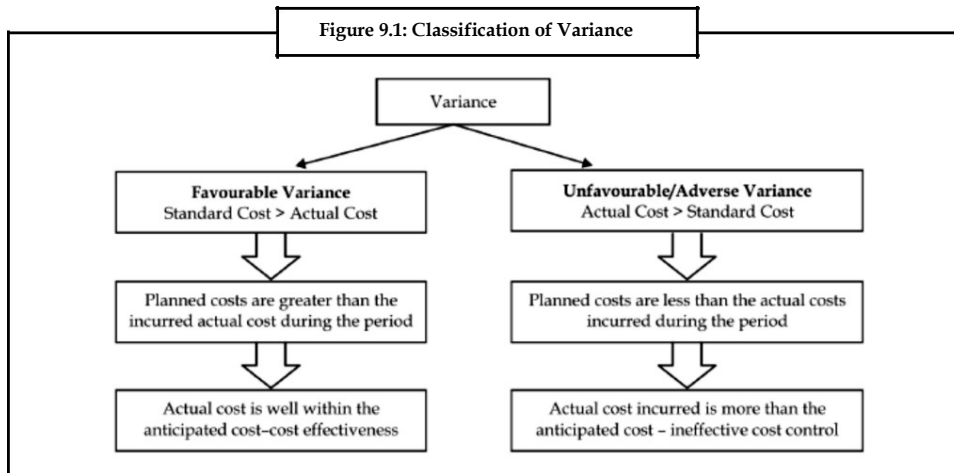 Figure 9.1: Classification of Variance
Variance
Favourable Variance
Standard Cost > Actual Cost
Unfavourable/Adverse Variance
Actual Cost > Standard Cost
Planned costs are greater than the
incurred actual cost during the period
Planned costs are less than the actual costs
incurred during the period
Actual cost is well within the
anticipated cost–cost effectiveness
Actual cost incurred is more than the
anticipated cost – ineffective cost control